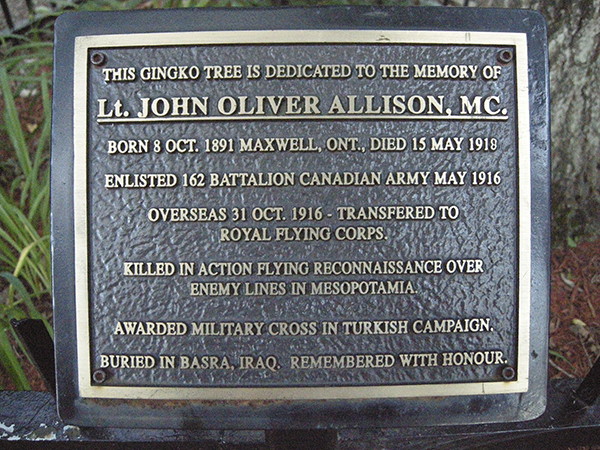 THIS GINGKO TREE IS DEDICATED TO THE MEMORY OF
Lt. JOHN OLIVER ALLISON, MC.
BORN 8 OCT. 1891 MAXWELL, ONT., DIED 15 MAY 1918
ENLISTED 162 BATTALION CANADIAN ARMY MAY 1916
OVERSEAS 31 OCT. 1916 - TRANSFERED TO
ROYAL FLYING CORPS.
KILLED IN ACTION FLYING RECONNAISSANCE OVER
ENEMY LINES IN MESOPOTAMIA.
AWARDED MILITARY CROSS IN TURKISH CAMPAIGN.
BURIED IN BASRA, IRAQ. REMEMBERED WITH HONOUR.